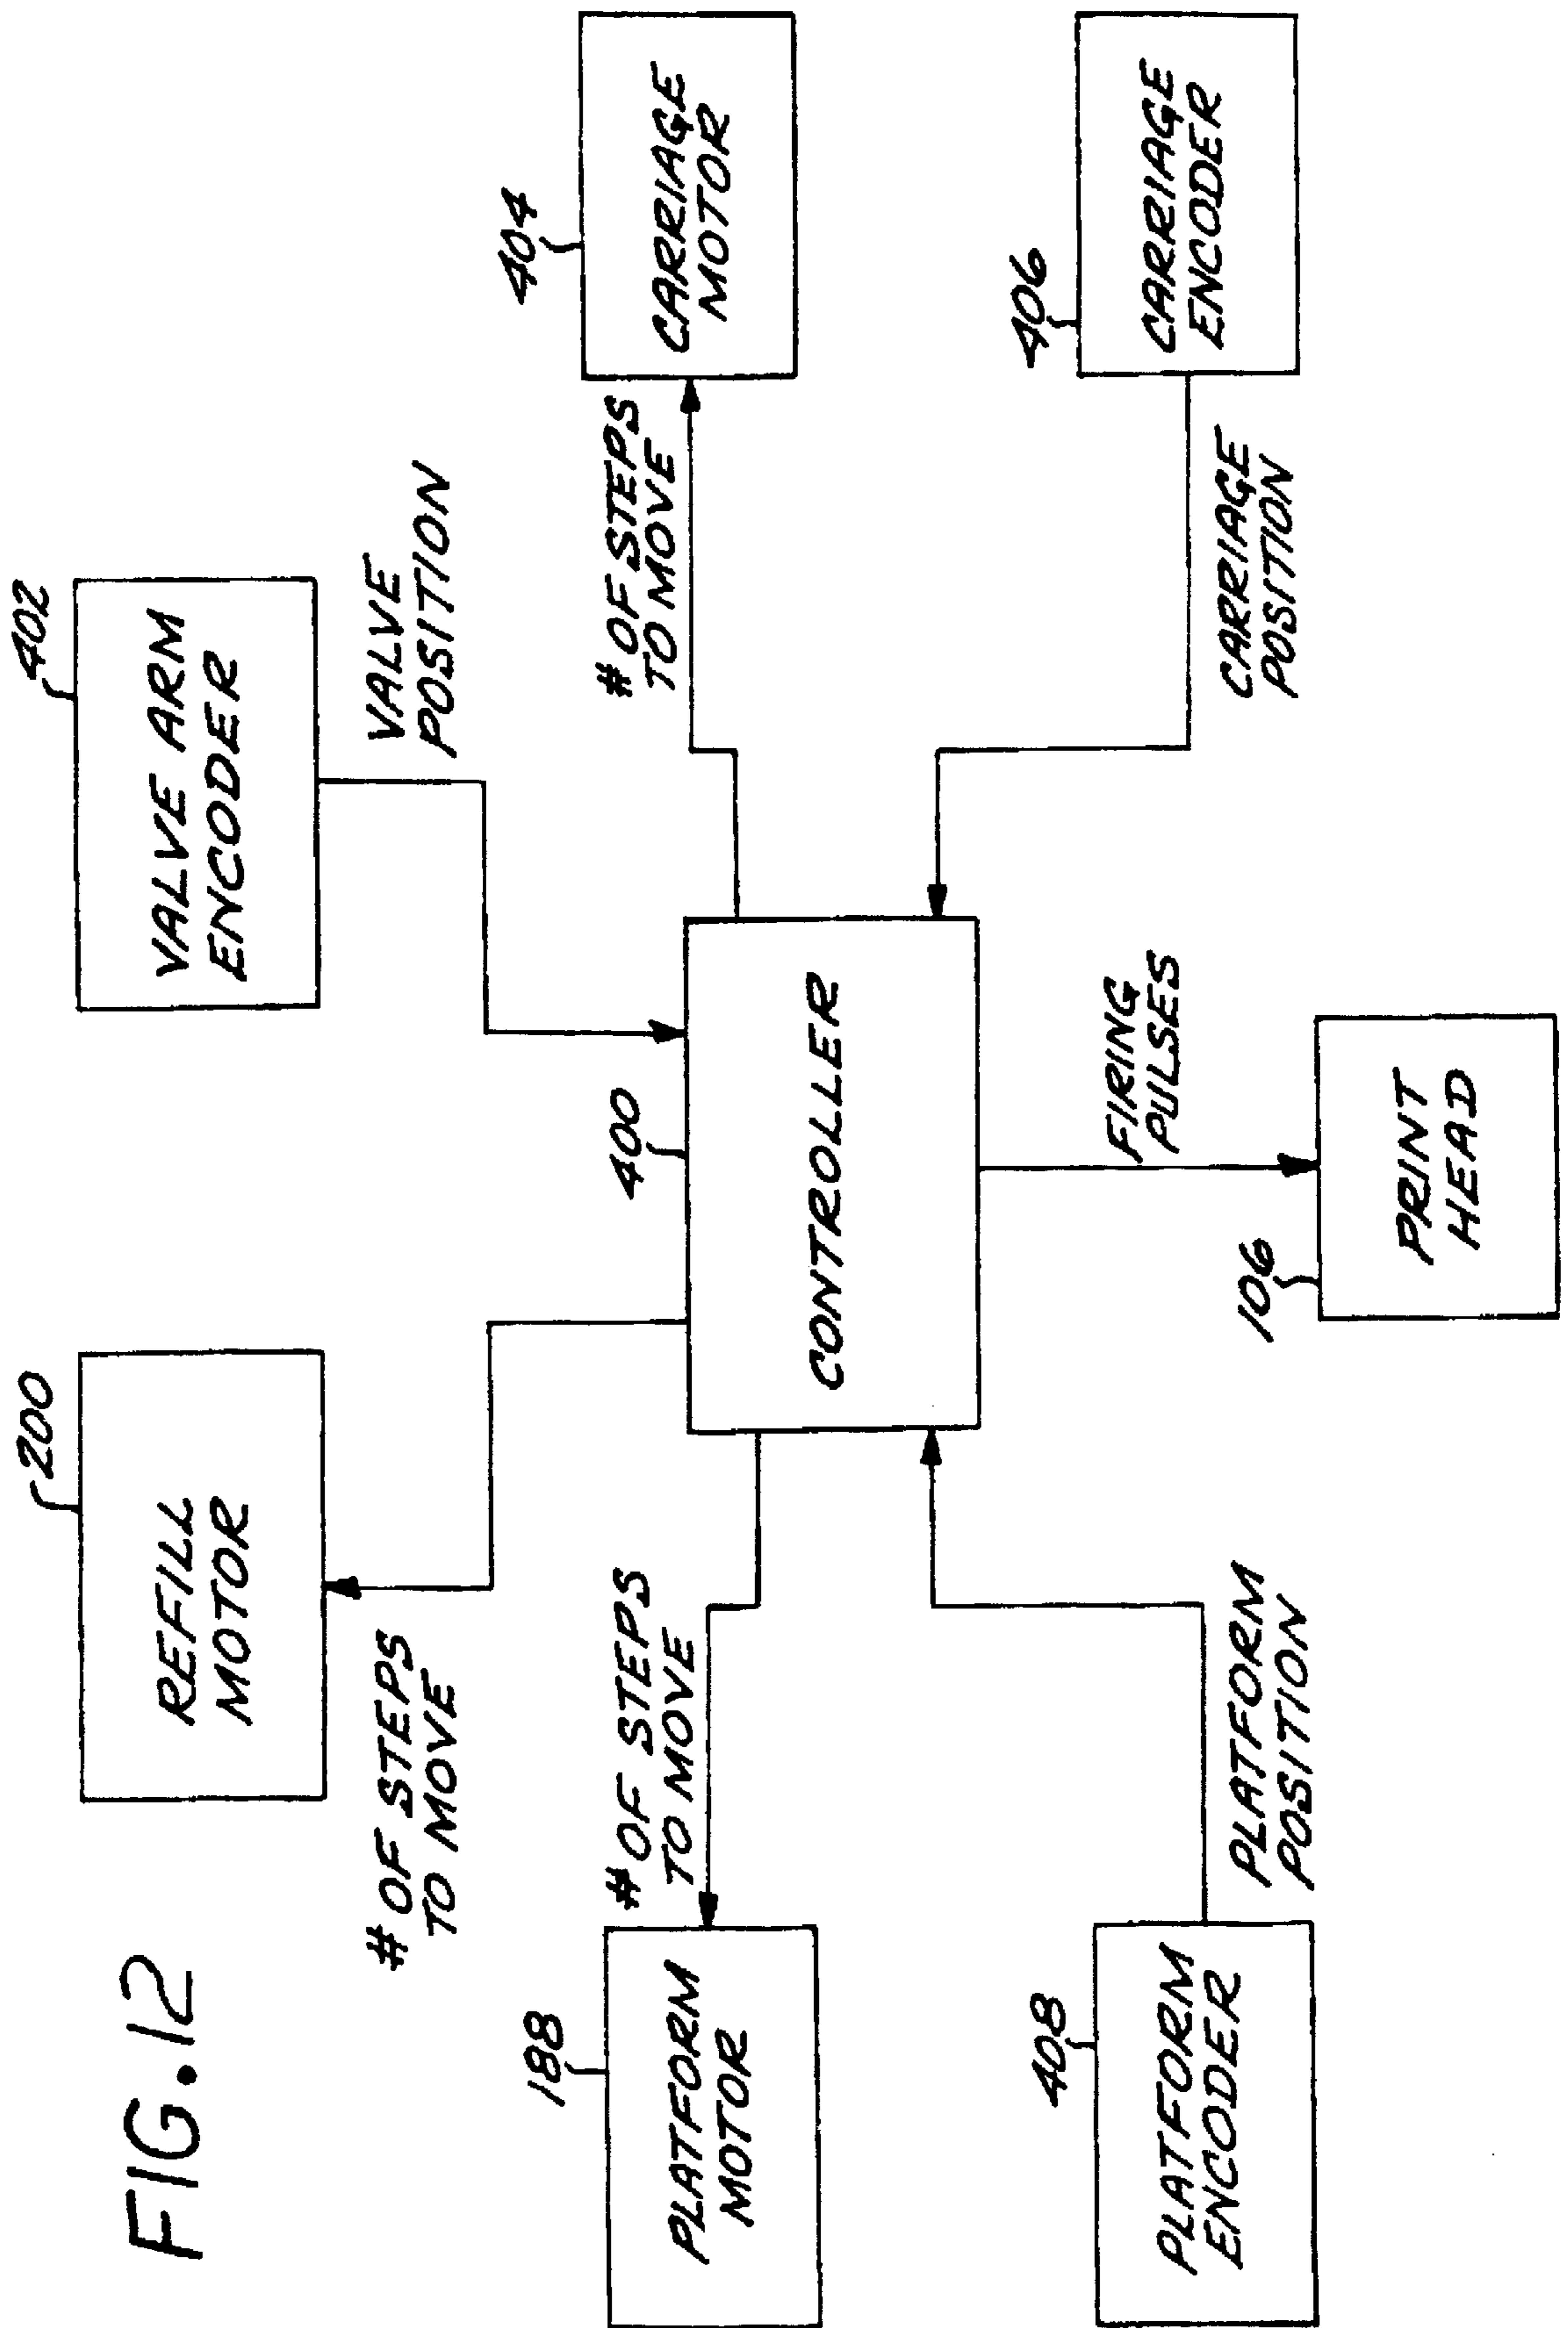 FIG.12
200
REFILL
MOTOR
402
VALVE ARM
ENCODER
# OF STEPS
TO MOVE
VALVE
POSITION
188
PLATFORM
MOTOR
# OF STEPS
TO MOVE
400
CONTROLLER
# OF STEPS
TO MOVE
404
CARRIAGE
MOTOR
408
PLATFORM
ENCODER
PLATFORM
POSITION
FIRING
PULSES
106
PRINT
HEAD
CARRIAGE
POSITION
406
CARRIAGE
ENCODER